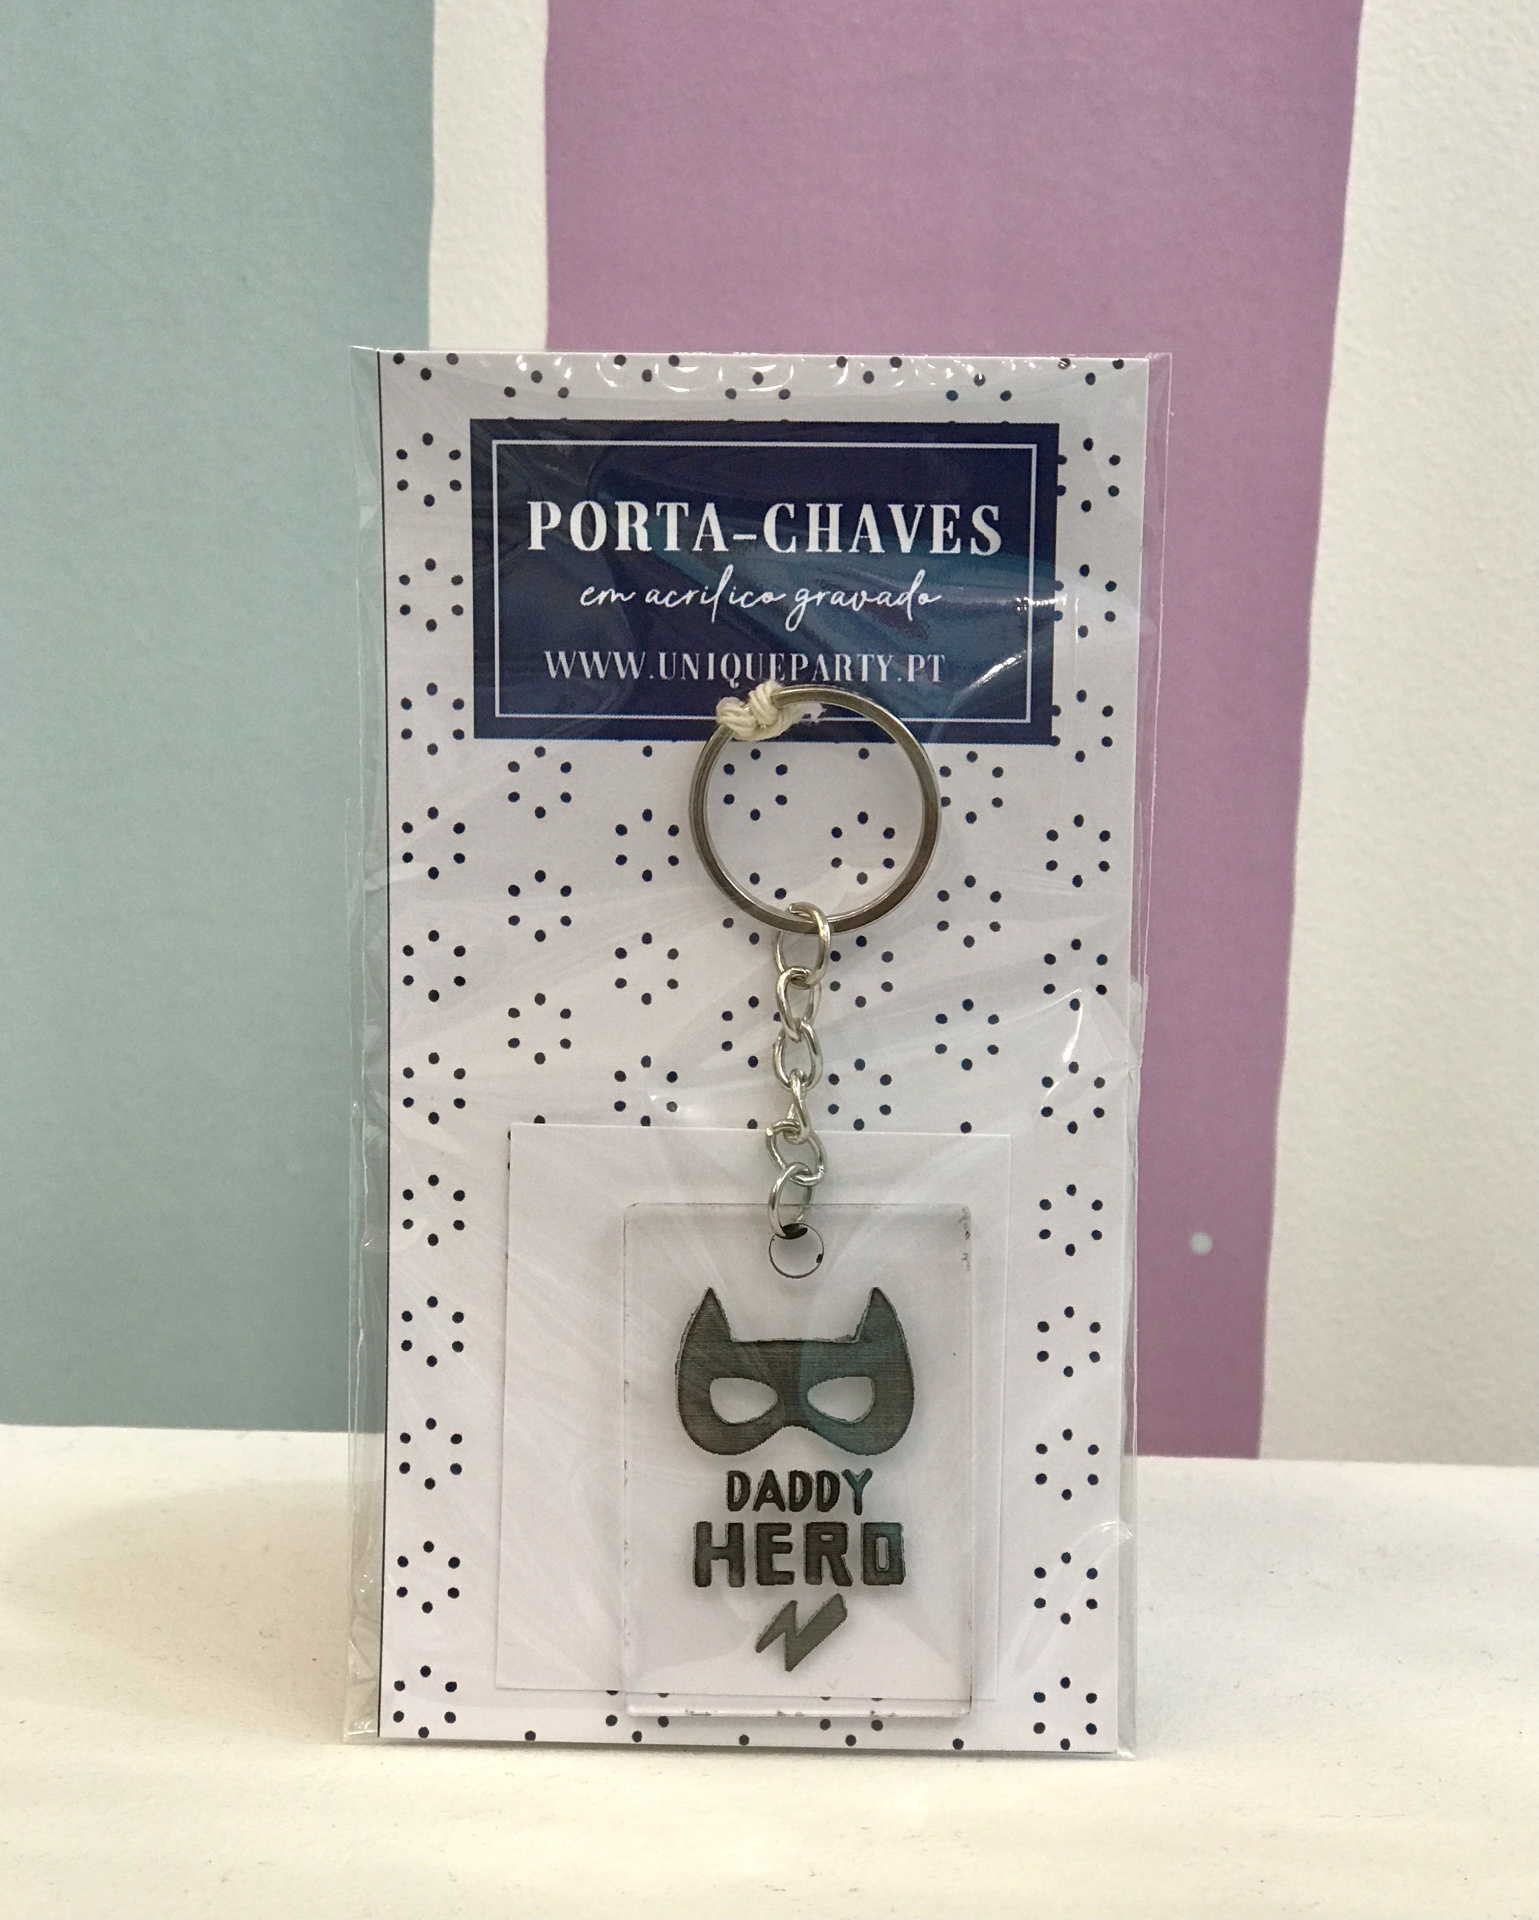 PORTA-CHAVES
em acrílico gravado
WWW.UNIQUEPARTY.PT
DADDY
HERO